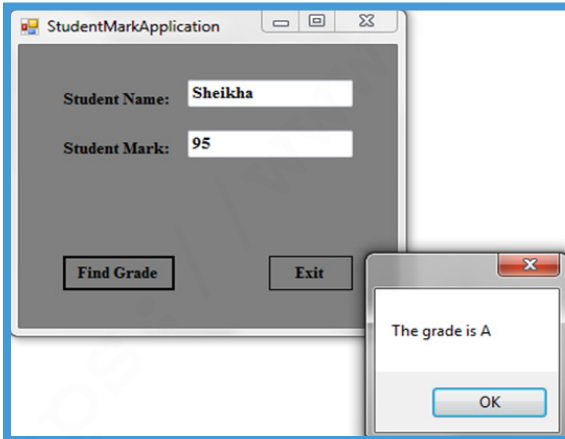 StudentMarkApplication
Student Name: Sheikha
Student Mark: 95
Find Grade Exit
The grade is A
OK